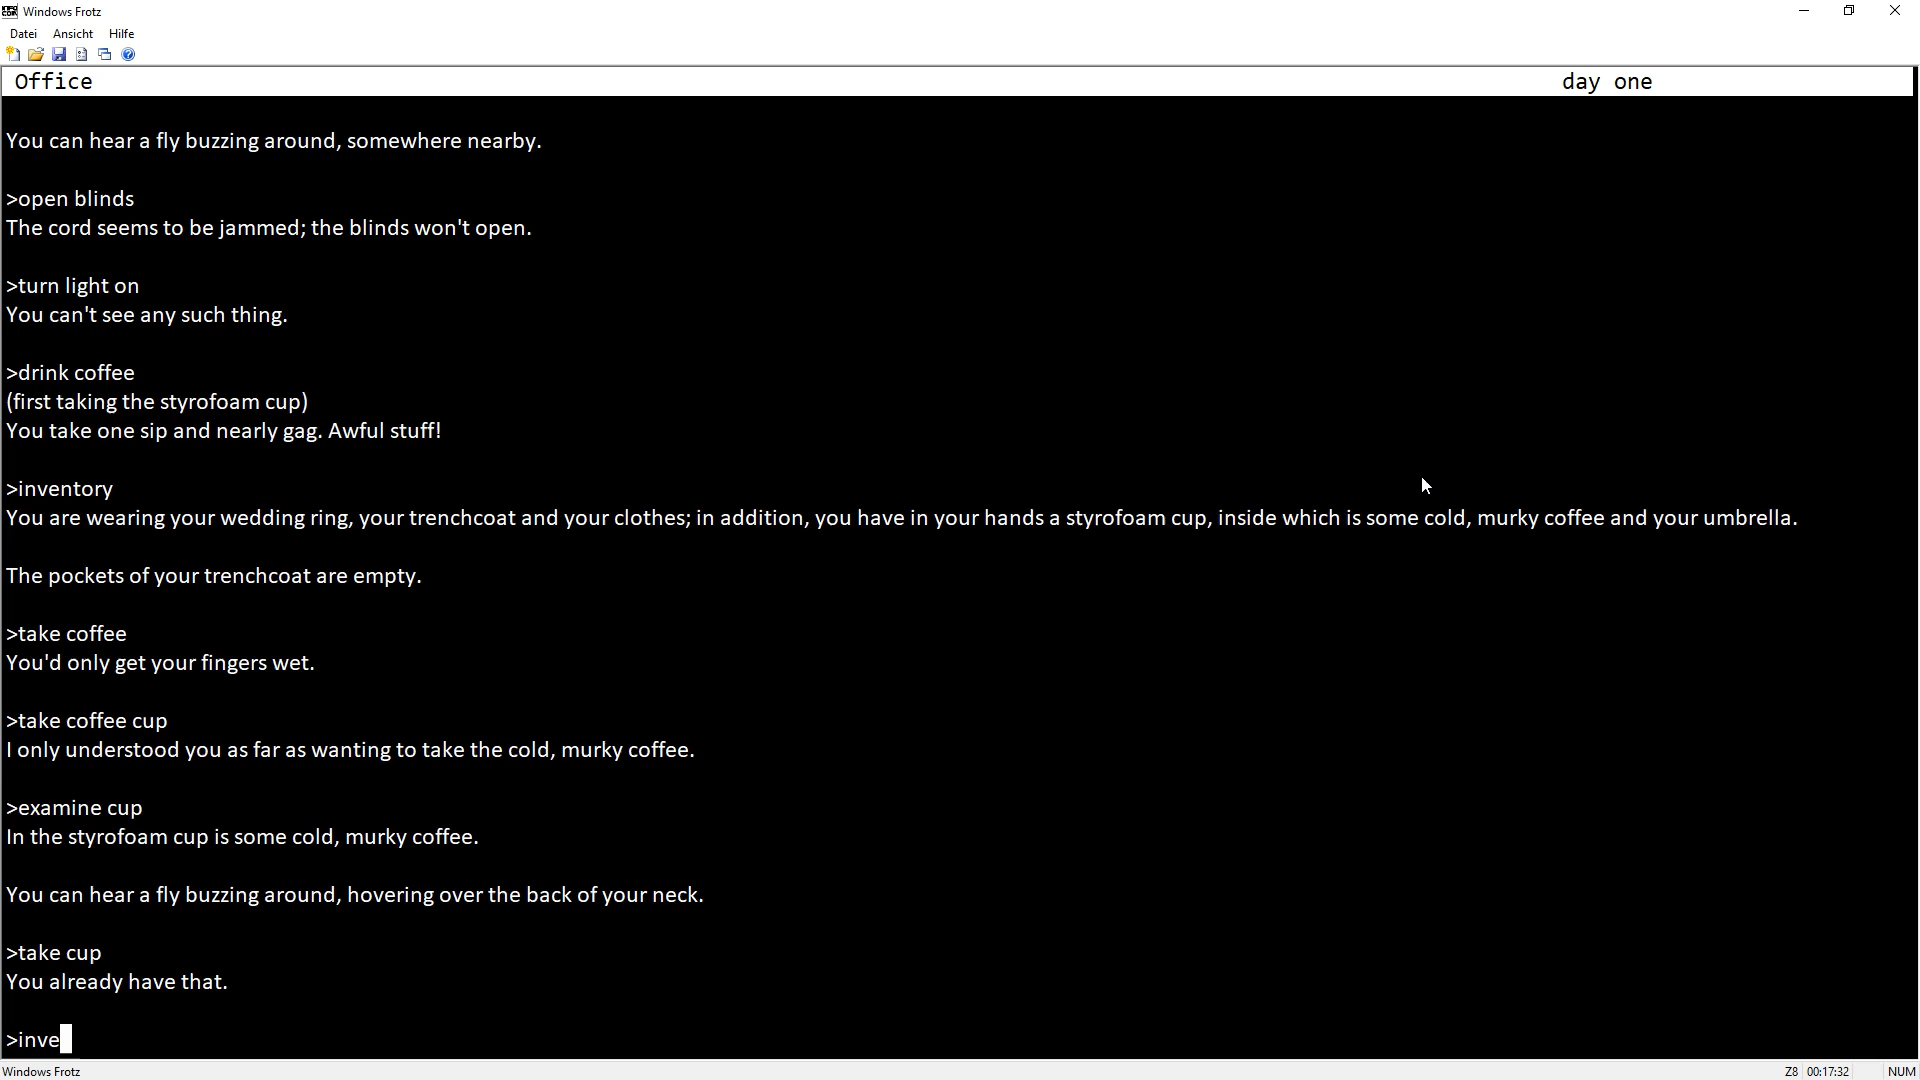 Windows Frotz
Datei Ansicht Hilfe
Office day one
You can hear a fly buzzing around, somewhere nearby.
>open blinds
The cord seems to be jammed; the blinds won't open.
>turn light on
You can't see any such thing.
>drink coffee
(first taking the styrofoam cup)
You take one sip and nearly gag. Awful stuff!
>inventory
You are wearing your wedding ring, your trenchcoat and your clothes; in addition, you have in your hands a styrofoam cup, inside which is some cold, murky coffee and your umbrella.
The pockets of your trenchcoat are empty.
>take coffee
You'd only get your fingers wet.
>take coffee cup
I only understood you as far as wanting to take the cold, murky coffee.
>examine cup
In the styrofoam cup is some cold, murky coffee.
You can hear a fly buzzing around, hovering over the back of your neck.
>take cup
You already have that.
>inve
Windows Frotz Z8 00:17:32 NUM